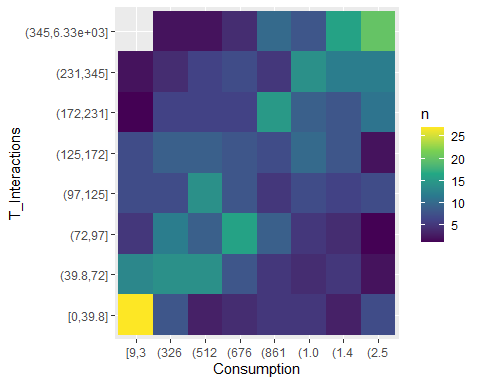 (345,6.33e+03]
(231,345]
(172,231]
(125,172]
(97,125]
(72,97]
(39.8,72]
[0,39.8]
T_Interactions
[9,3 (326 (512 (676 (861 (1.0 (1.4 (2.5
Consumption
n
25
20
15
10
5